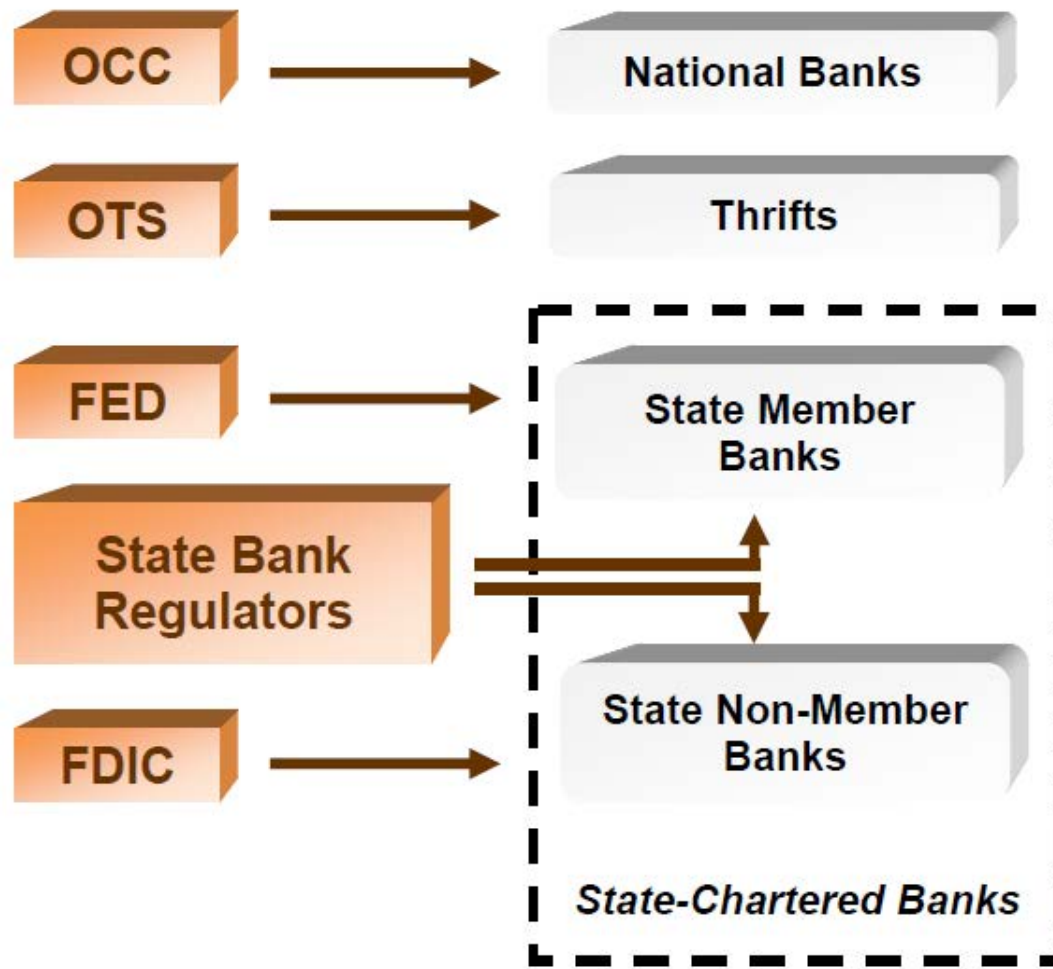 OCC
National Banks
OTS
Thrifts
FED
State Member
Banks
State Bank
Regulators
State Non-Member
Banks
FDIC
State-Chartered Banks